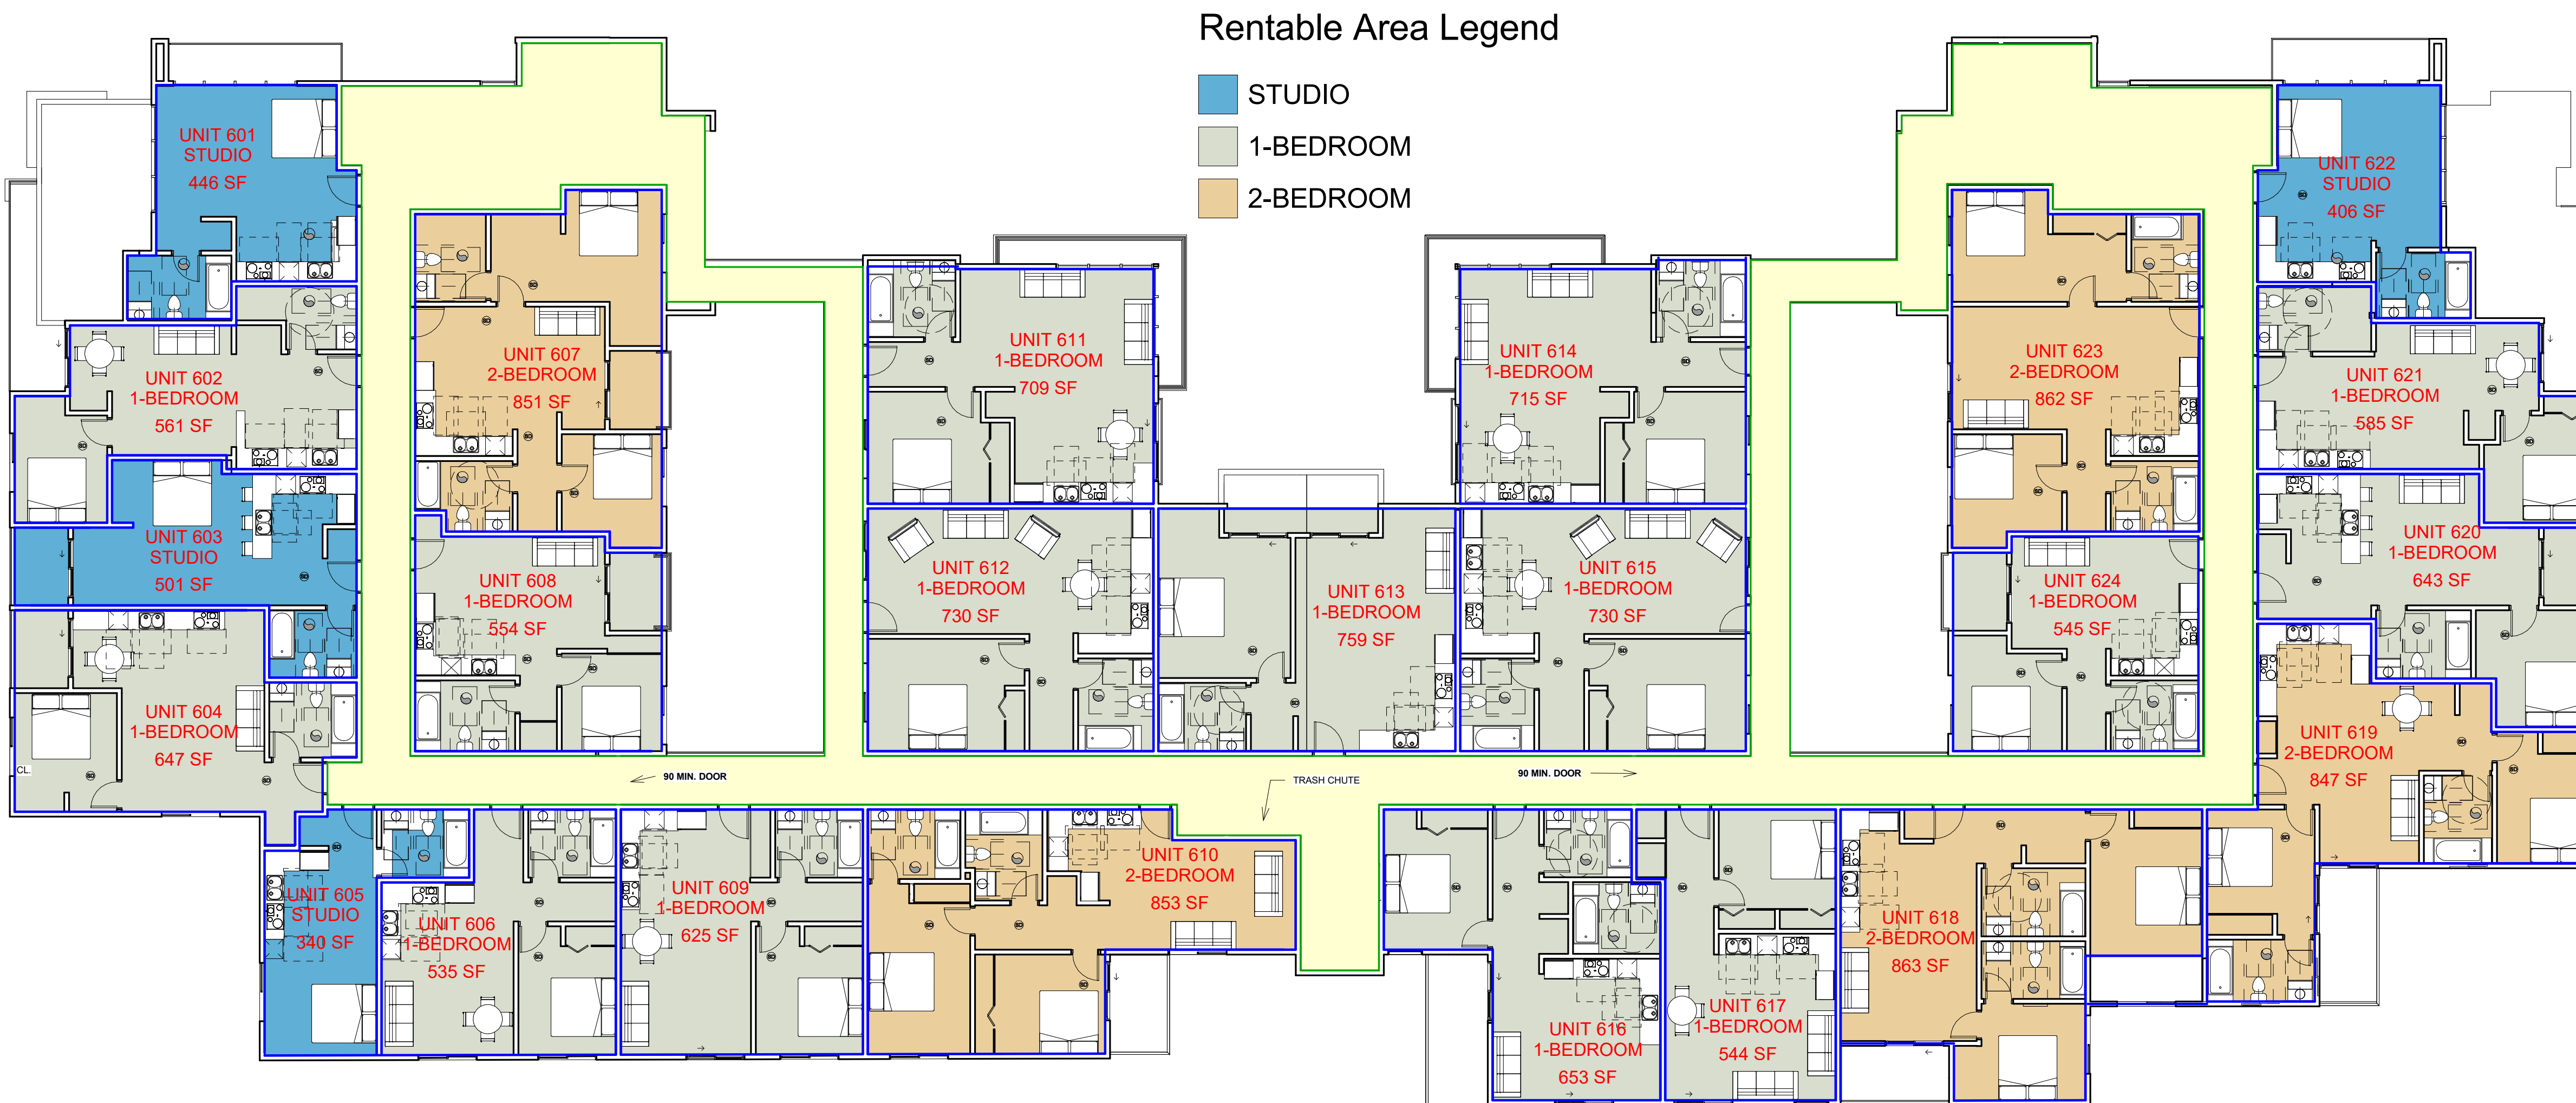 Rentable Area Legend
STUDIO
1-BEDROOM
2-BEDROOM
UNIT 601
STUDIO
446 SF
UNIT 602
1-BEDROOM
561 SF
UNIT 603
STUDIO
501 SF
UNIT 604
1-BEDROOM
647 SF
CL.
UNIT 605
STUDIO
340 SF
UNIT 606
1-BEDROOM
535 SF
UNIT 607
2-BEDROOM
851 SF
UNIT 608
1-BEDROOM
554 SF
UNIT 609
1-BEDROOM
625 SF
UNIT 610
2-BEDROOM
853 SF
UNIT 611
1-BEDROOM
709 SF
UNIT 612
1-BEDROOM
730 SF
UNIT 613
1-BEDROOM
759 SF
UNIT 614
1-BEDROOM
715 SF
UNIT 615
1-BEDROOM
730 SF
90 MIN. DOOR
TRASH CHUTE
90 MIN. DOOR
UNIT 616
1-BEDROOM
653 SF
UNIT 617
1-BEDROOM
544 SF
UNIT 618
2-BEDROOM
863 SF
UNIT 619
2-BEDROOM
847 SF
UNIT 620
1-BEDROOM
643 SF
UNIT 621
1-BEDROOM
585 SF
UNIT 622
STUDIO
406 SF
UNIT 623
2-BEDROOM
862 SF
UNIT 624
1-BEDROOM
545 SF